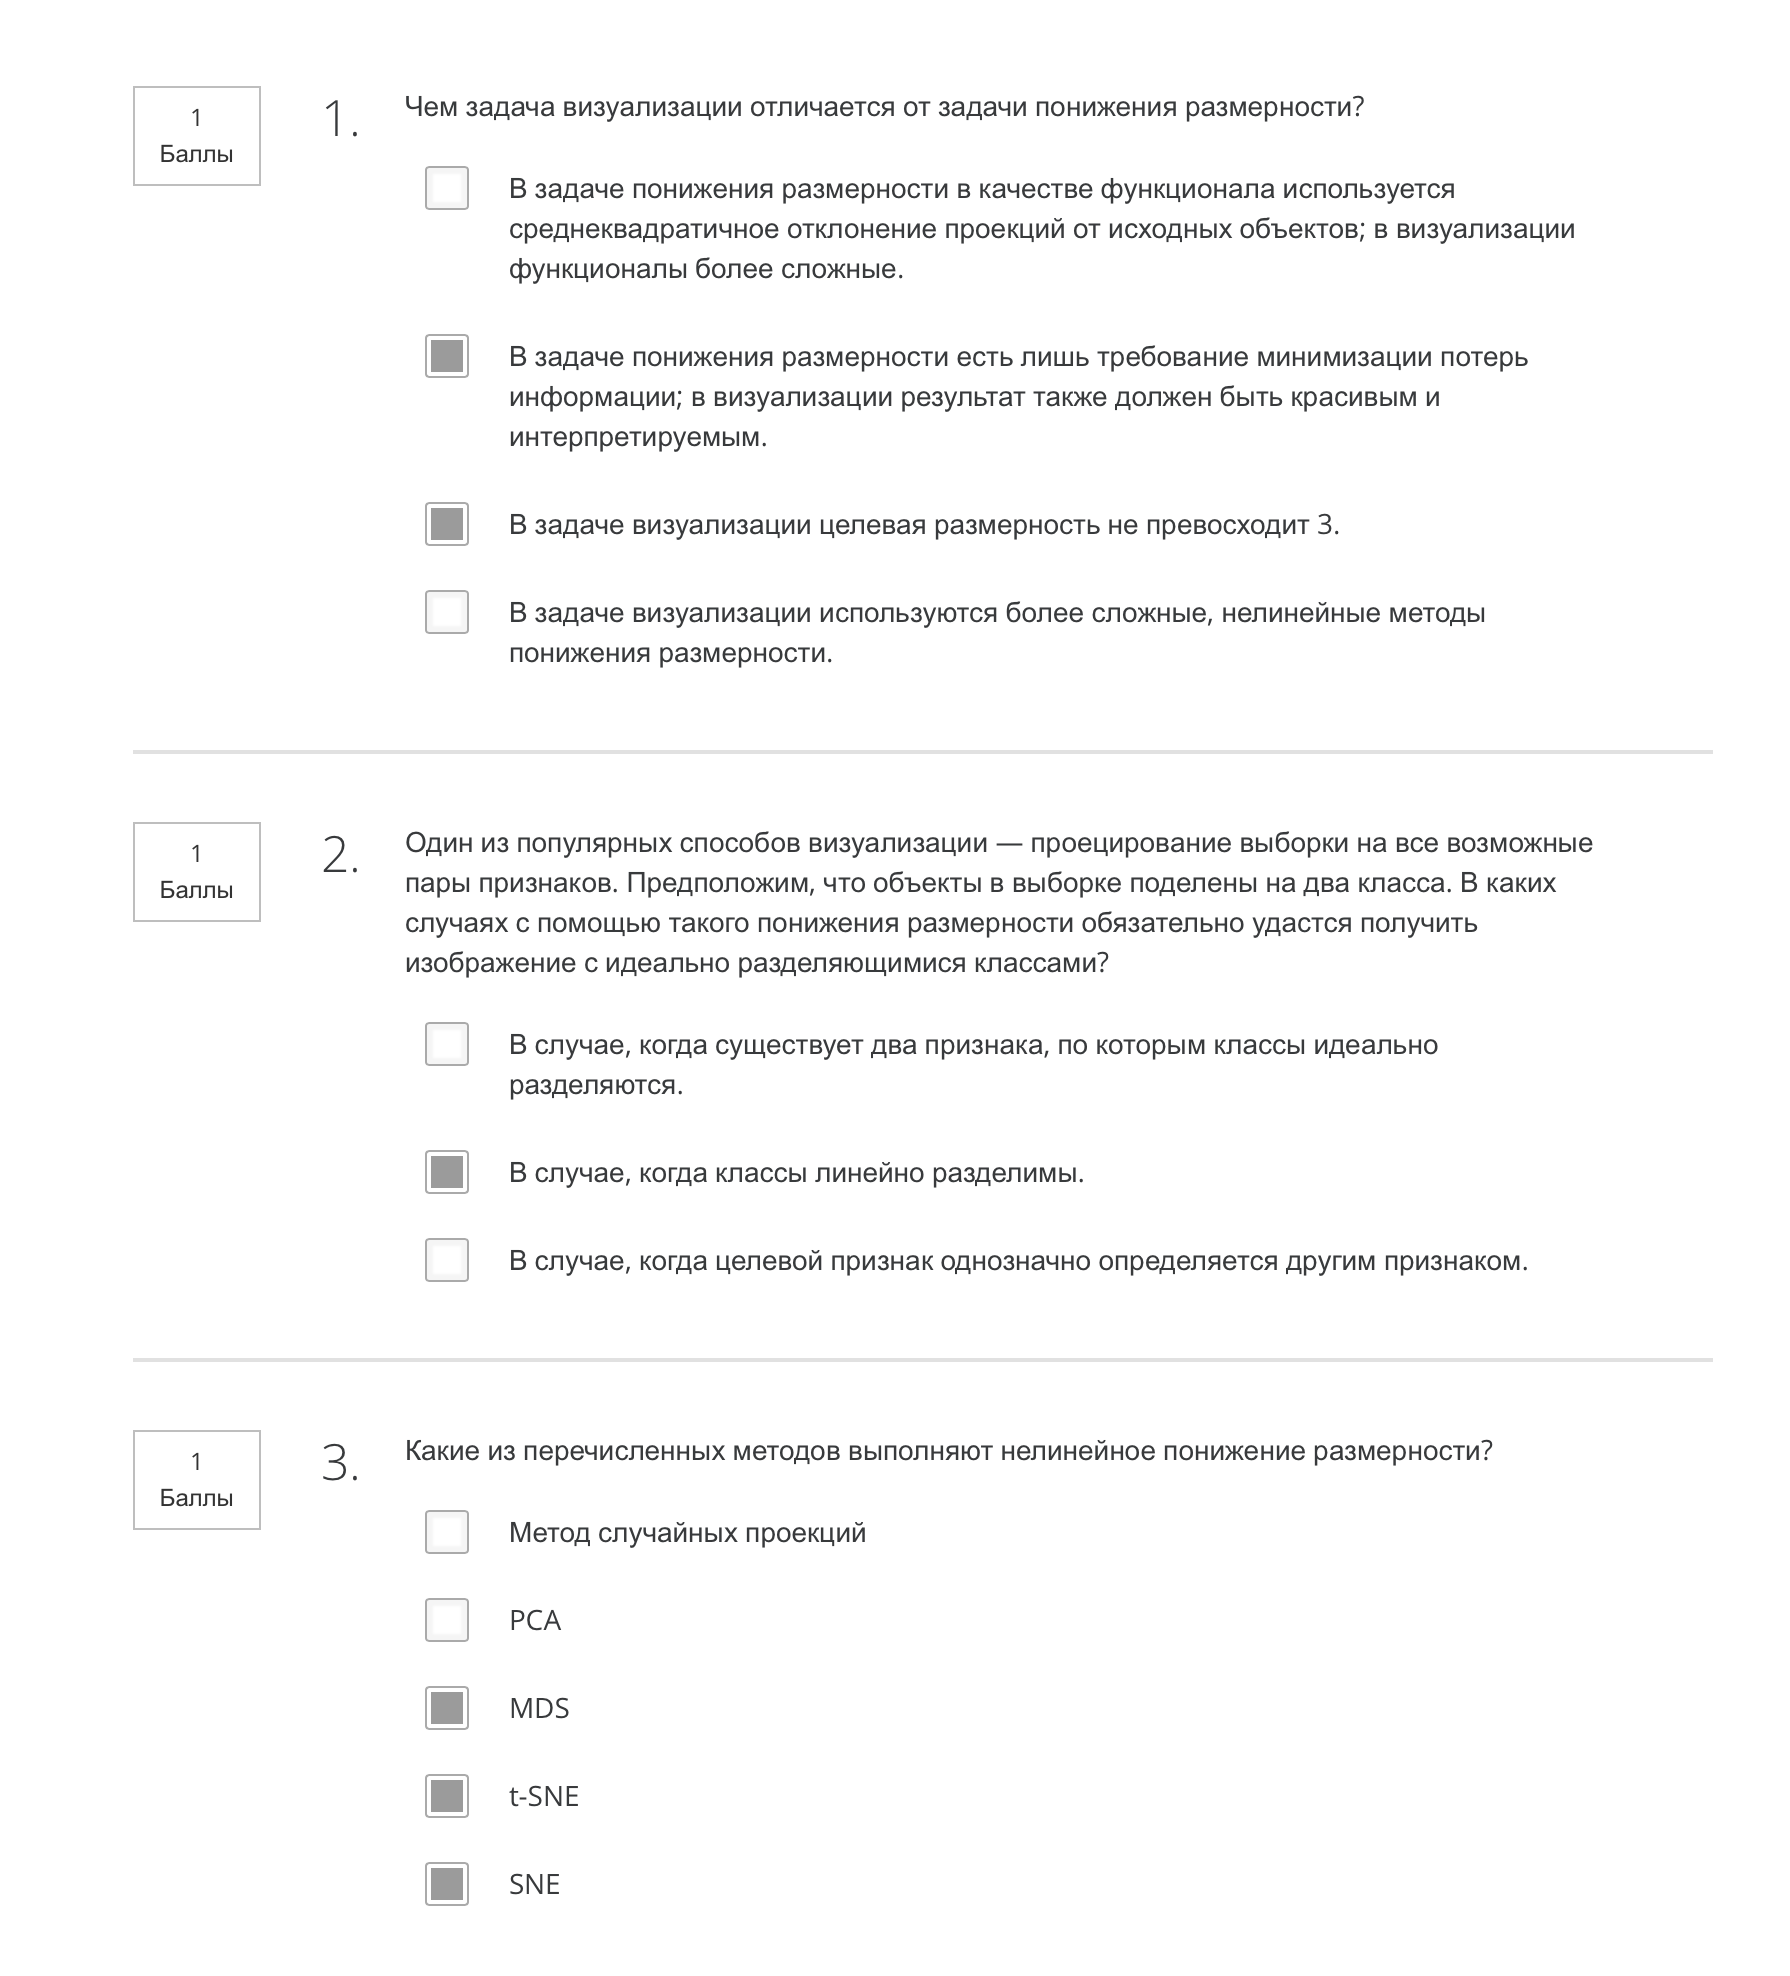 1
Баллы
1.
Чем задача визуализации отличается от задачи понижения размерности?
В задаче понижения размерности в качестве функционала используется
среднеквадратичное отклонение проекций от исходных объектов; в визуализации
функционалы более сложные.
В задаче понижения размерности есть лишь требование минимизации потерь
информации; в визуализации результат также должен быть красивым и
интерпретируемым.
В задаче визуализации целевая размерность не превосходит 3.
В задаче визуализации используются более сложные, нелинейные методы
понижения размерности.
1
Баллы
2.
Один из популярных способов визуализации — проецирование выборки на все возможные
пары признаков. Предположим, что объекты в выборке поделены на два класса. В каких
случаях с помощью такого понижения размерности обязательно удастся получить
изображение с идеально разделяющимися классами?
В случае, когда существует два признака, по которым классы идеально
разделяются.
В случае, когда классы линейно разделимы.
В случае, когда целевой признак однозначно определяется другим признаком.
1
Баллы
3.
Какие из перечисленных методов выполняют нелинейное понижение размерности?
Метод случайных проекций
PCA
MDS
t-SNE
SNE